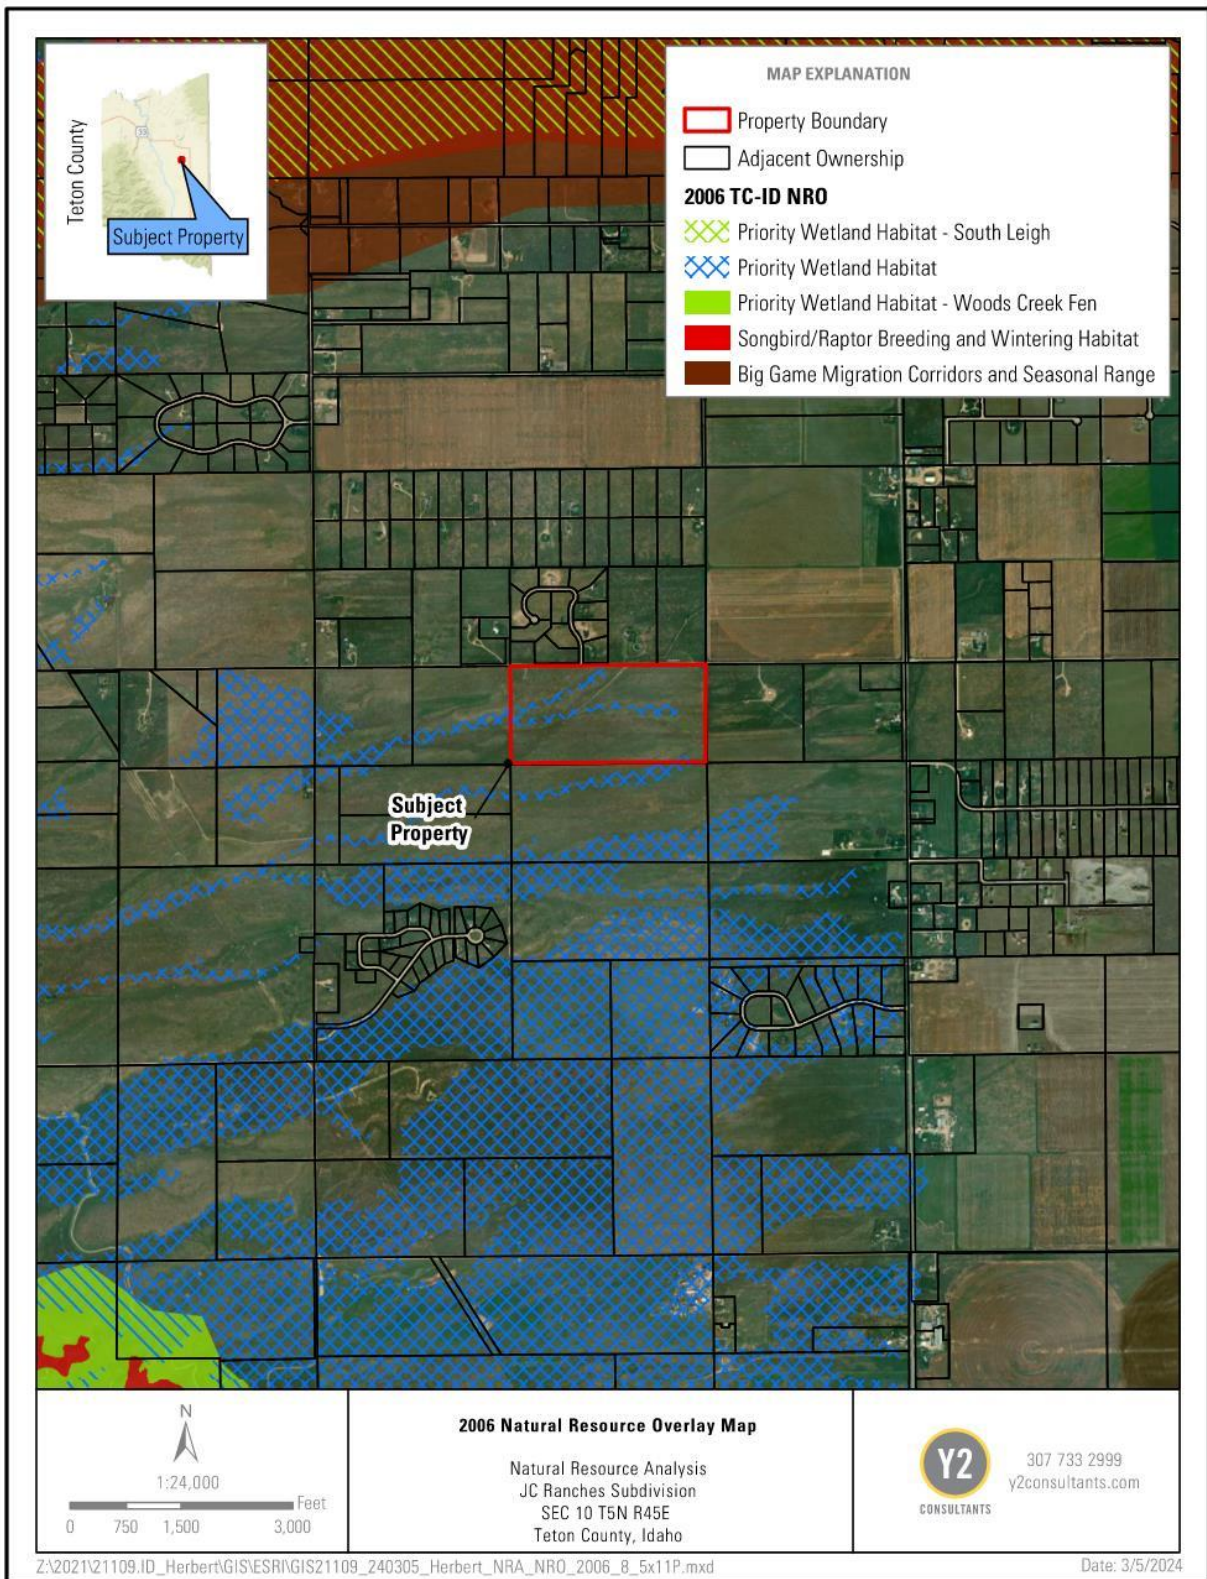 Teton County
33
Subject Property
MAP EXPLANATION
Property Boundary
Adjacent Ownership
2006 TC-ID NRO
Priority Wetland Habitat - South Leigh
Priority Wetland Habitat
Priority Wetland Habitat - Woods Creek Fen
Songbird/Raptor Breeding and Wintering Habitat
Big Game Migration Corridors and Seasonal Range
Subject
Property
N
1:24,000
Feet
0 750 1,500 3,000
2006 Natural Resource Overlay Map
Natural Resource Analysis
JC Ranches Subdivision
SEC 10 T5N R45E
Teton County, Idaho
Y2
CONSULTANTS
307 733 2999
y2consultants.com
Z:\2021\21109.ID_Herbert\GIS\ESRI\GIS21109_240305_Herbert_NRA_NRO_2006_8_5x11P.mxd
Date: 3/5/2024